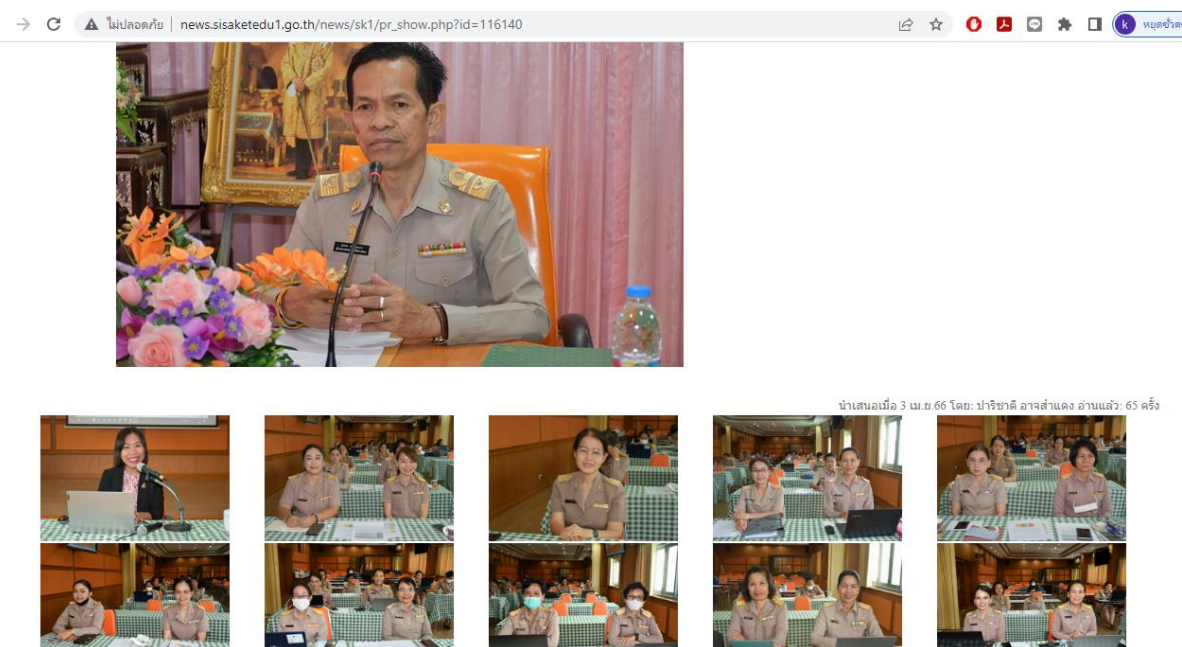 ไม่ปลอดภัย | news.sisaketedu1.go.th/news/sk1/pr_show.php?id=116140
k
นำเสนอเมื่อ 3 เม.ย.66 โดย: ปาริชาติ อาจสำแดง อ่านแล้ว: 65 ครั้ง